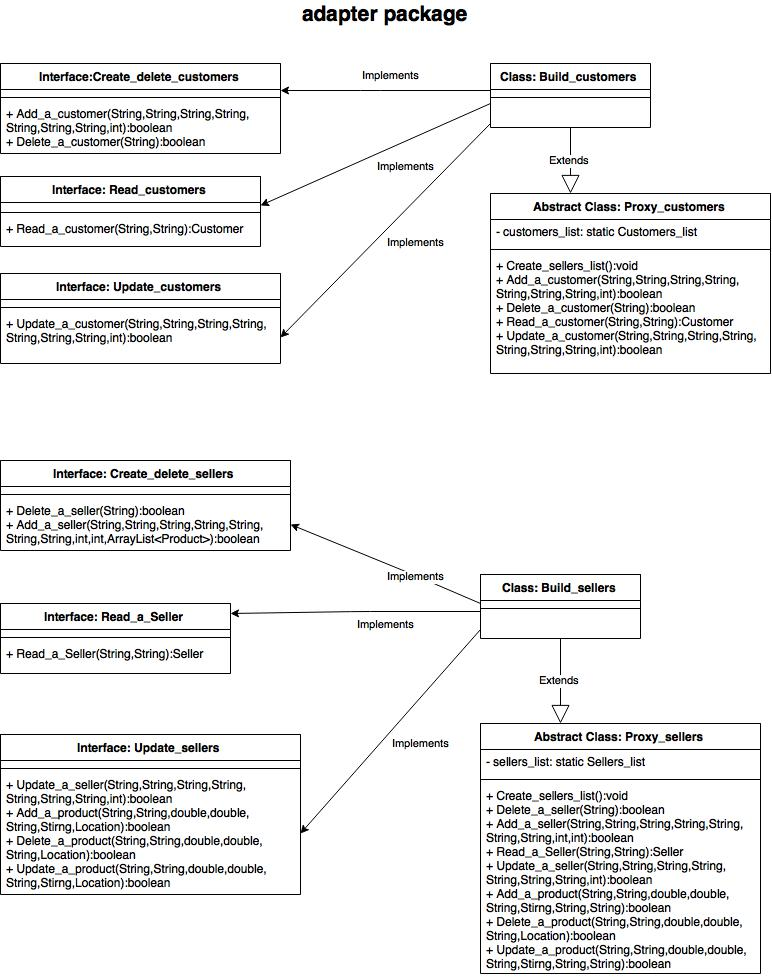 adapter package
Interface:Create_delete_customers
+ Add_a_customer(String,String,String,String,
String,String,String,int):boolean
+ Delete_a_customer(String):boolean
Implements
Class: Build_customers
Interface: Read_customers
+ Read_a_customer(String,String):Customer
Implements
Extends
Interface: Update_customers
+ Update_a_customer(String,String,String,String,
String,String,String,int):boolean
Implements
Abstract Class: Proxy_customers
- customers_list: static Customers_list
+ Create_sellers_list():void
+ Add_a_customer(String,String,String,String,
String,String,String,int):boolean
+ Delete_a_customer(String):boolean
+ Read_a_customer(String,String):Customer
+ Update_a_customer(String,String,String,String,
String,String,String,int):boolean
Interface: Create_delete_sellers
+ Delete_a_seller(String):boolean
+ Add_a_seller(String,String,String,String,String,
String,String,int,int,ArrayList<Product>):boolean
Implements
Class: Build_sellers
Interface: Read_a_Seller
+ Read_a_Seller(String,String):Seller
Implements
Extends
Interface: Update_sellers
+ Update_a_seller(String,String,String,String,
String,String,String,int):boolean
+ Add_a_product(String,String,double,double,
String,Stirng,Location):boolean
+ Delete_a_product(String,String,double,double,
String,Location):boolean
+ Update_a_product(String,String,double,double,
String,Stirng,Location):boolean
Implements
Abstract Class: Proxy_sellers
- sellers_list: static Sellers_list
+ Create_sellers_list():void
+ Delete_a_seller(String):boolean
+ Add_a_seller(String,String,String,String,String,
String,String,int,int):boolean
+ Read_a_Seller(String,String):Seller
+ Update_a_seller(String,String,String,String,
String,String,String,int):boolean
+ Add_a_product(String,String,double,double,
String,Stirng,String,String):boolean
+ Delete_a_product(String,String,double,double,
String,Location):boolean
+ Update_a_product(String,String,double,double,
String,Stirng,String,String):boolean